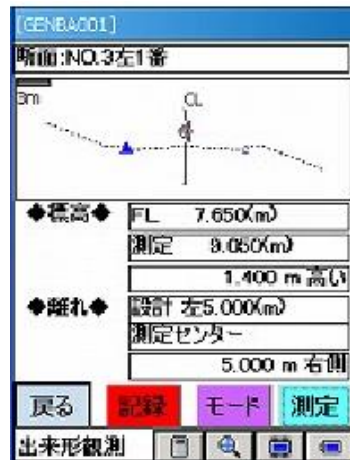 [GENBA001]
断面:NO.3左1番
3m
CL
◆標高◆ FL 7.650(m)
測定 9.050(m)
1.400 m 高い
◆離れ◆ 設計 左5.000(m)
測定センター
5.000 m 右側
戻る 記録 モード 測定
出来形観測